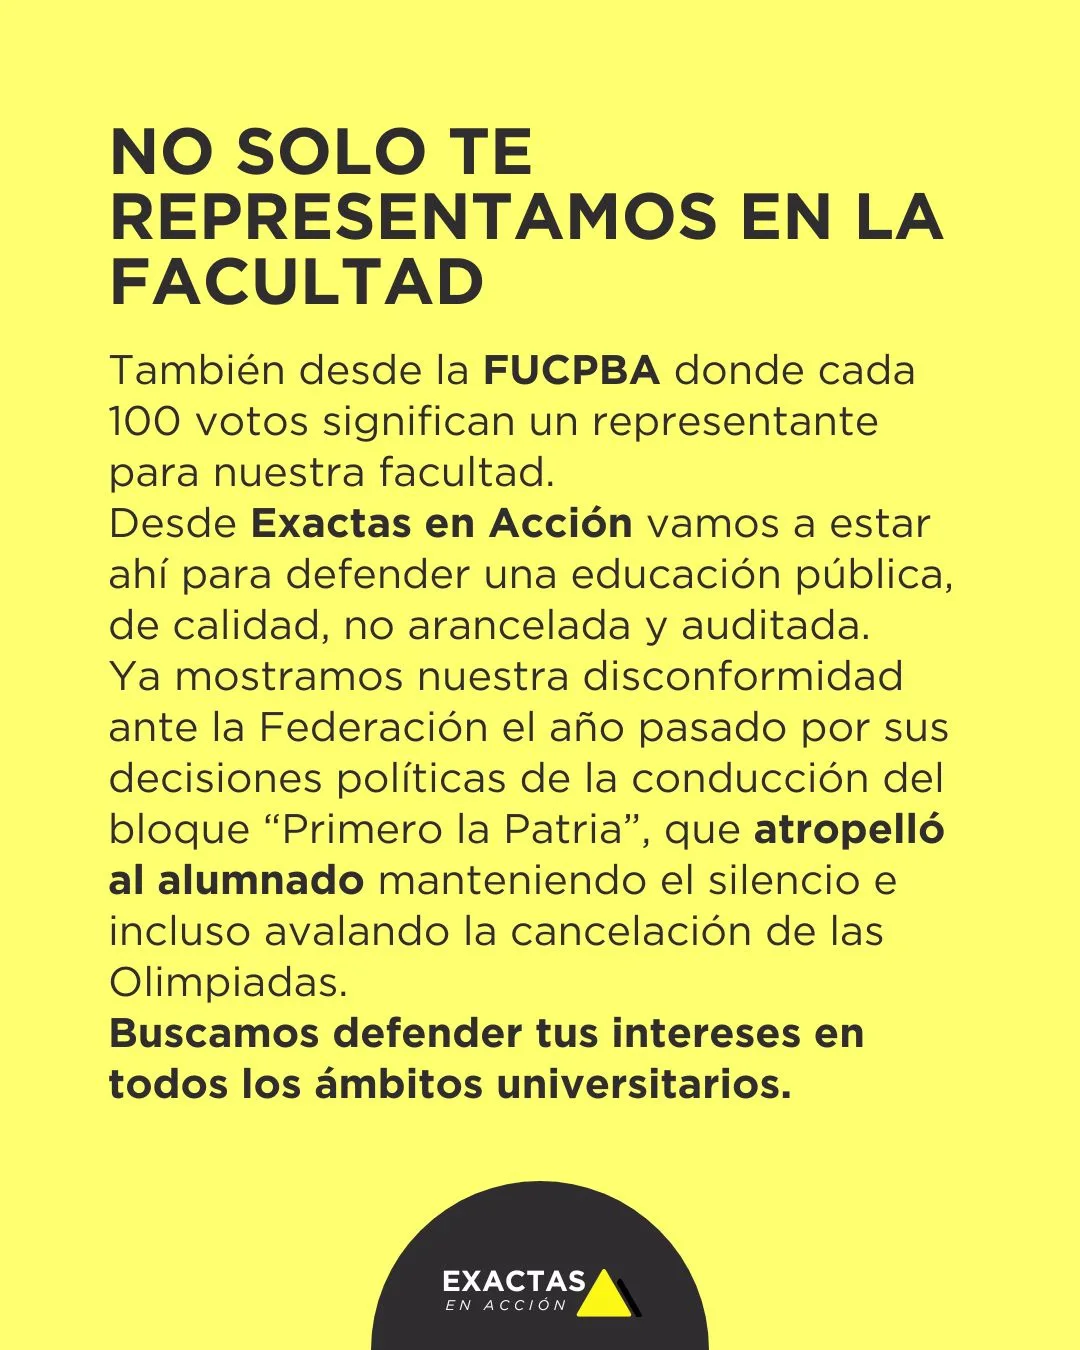 NO SOLO TE
REPRESENTAMOS EN LA
FACULTAD
También desde la FUCPBA donde cada
100 votos significan un representante
para nuestra facultad.
Desde Exactas en Acción vamos a estar
ahí para defender una educación pública,
de calidad, no arancelada y auditada.
Ya mostramos nuestra disconformidad
ante la Federación el año pasado por sus
decisiones políticas de la conducción del
bloque “Primero la Patria”, que atropelló
al alumnado manteniendo el silencio e
incluso avalando la cancelación de las
Olimpiadas.
Buscamos defender tus intereses en
todos los ámbitos universitarios.
EXACTAS
EN ACCIÓN